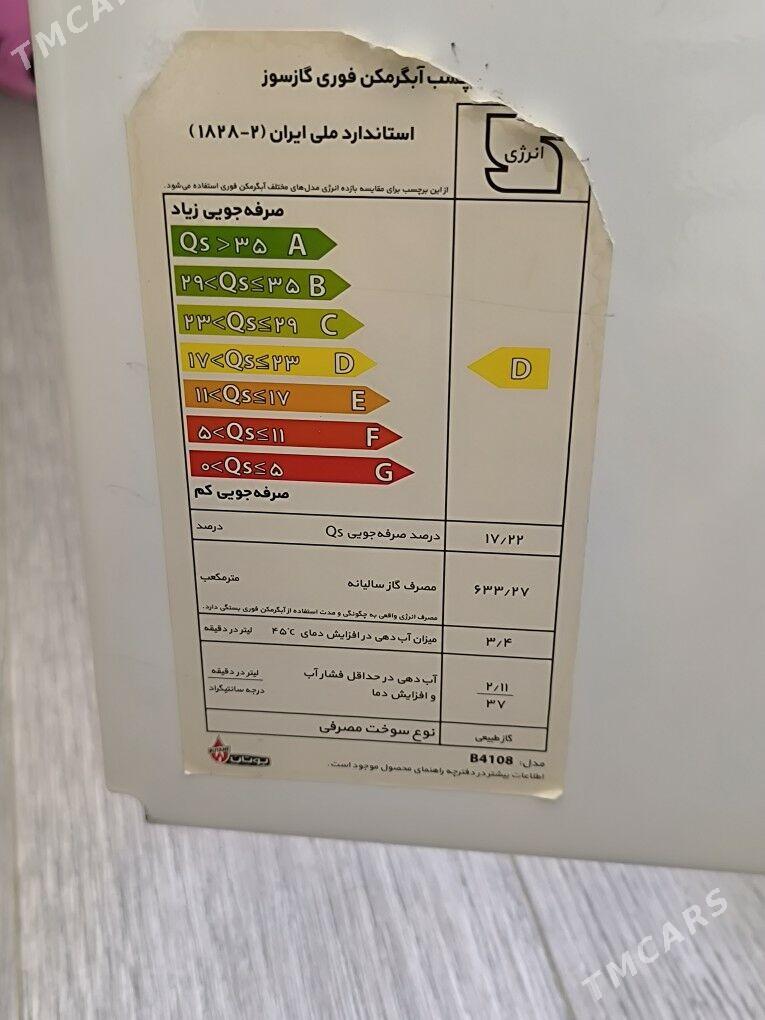 TMCARS
آبگرمکن فوری گازسوز
استاندارد ملی ایران (۲-۱۸۲۸)
انرژی
از این برچسب برای مقایسه بازده انرژی مدل‌های مختلف آبگرمکن فوری استفاده می‌شود.
صرفه‌جویی زیاد
Qs > ۳۵ A
۲۹<Qs≤۳۵ B
۲۳<Qs≤۲۹ C
۱۷<Qs≤۲۳ D
D
۱۱<Qs≤۱۷ E
۵<Qs≤۱۱ F
۰<Qs≤۵ G
صرفه‌جویی کم
درصد صرفه‌جویی Qs درصد ۱۷/۲۲
مصرف گاز سالیانه مترمکعب ۶۳۳/۲۷
مصرف انرژی واقعی به چگونگی و مدت استفاده از آبگرمکن فوری بستگی دارد.
میزان آب دهی در افزایش دمای ۴۵°C لیتر در دقیقه ۳/۴
آب دهی در حداقل فشار آب لیتر در دقیقه ۲/۱۱
و افزایش دما درجه سانتیگراد ۳۷
نوع سوخت مصرفی گاز طبیعی
مدل: B4108
اطلاعات بیشتر در دفترچه راهنمای محصول موجود است.
بوتان
BUTANE
TMCARS